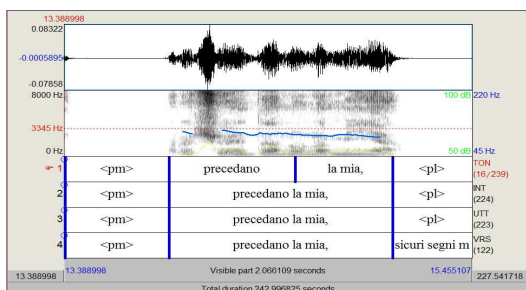 13.388998
0.08322
-0.0005895
-0.07858
8000 Hz 100 dB 220 Hz
3345 Hz
0 Hz 50 dB 45 Hz
1 <pm> precedano la mia, <pl> TON (16/239)
2 <pm> precedano la mia, <pl> INT (224)
3 <pm> precedano la mia, <pl> UTT (223)
4 <pm> precedano la mia, sicuri segni m VRS (122)
13.388998 13.388998 Visible part 2.066109 seconds 15.455107 227.541718
Total duration 242.996825 seconds